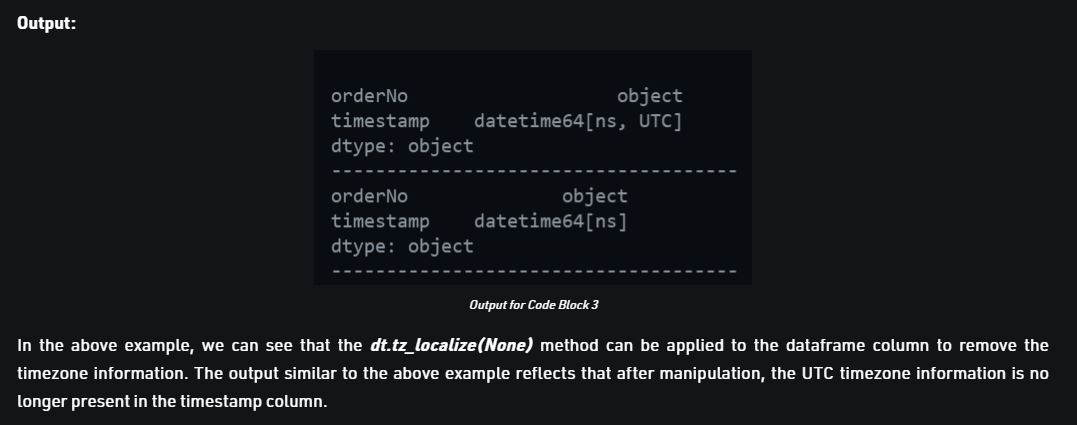 Output:
orderNo object
timestamp datetime64[ns, UTC]
dtype: object
-------------------------------------
orderNo object
timestamp datetime64[ns]
dtype: object
-------------------------------------
Output for Code Block 3
In the above example, we can see that the dt.tz_localize(None) method can be applied to the dataframe column to remove the
timezone information. The output similar to the above example reflects that after manipulation, the UTC timezone information is no
longer present in the timestamp column.